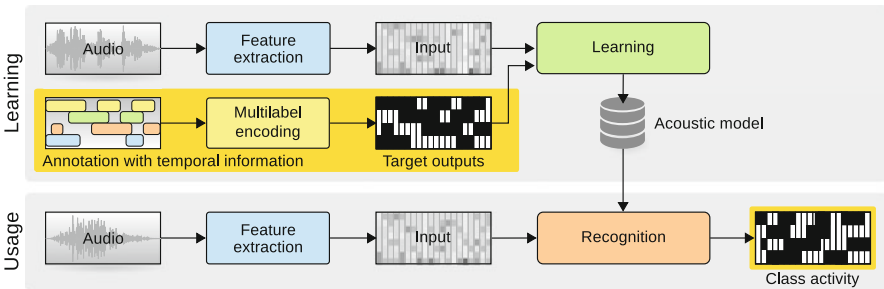 Learning
Audio
Feature
extraction
Input
Learning
Multilabel
encoding
Annotation with temporal information
Target outputs
Acoustic model
Usage
Audio
Feature
extraction
Input
Recognition
Class activity